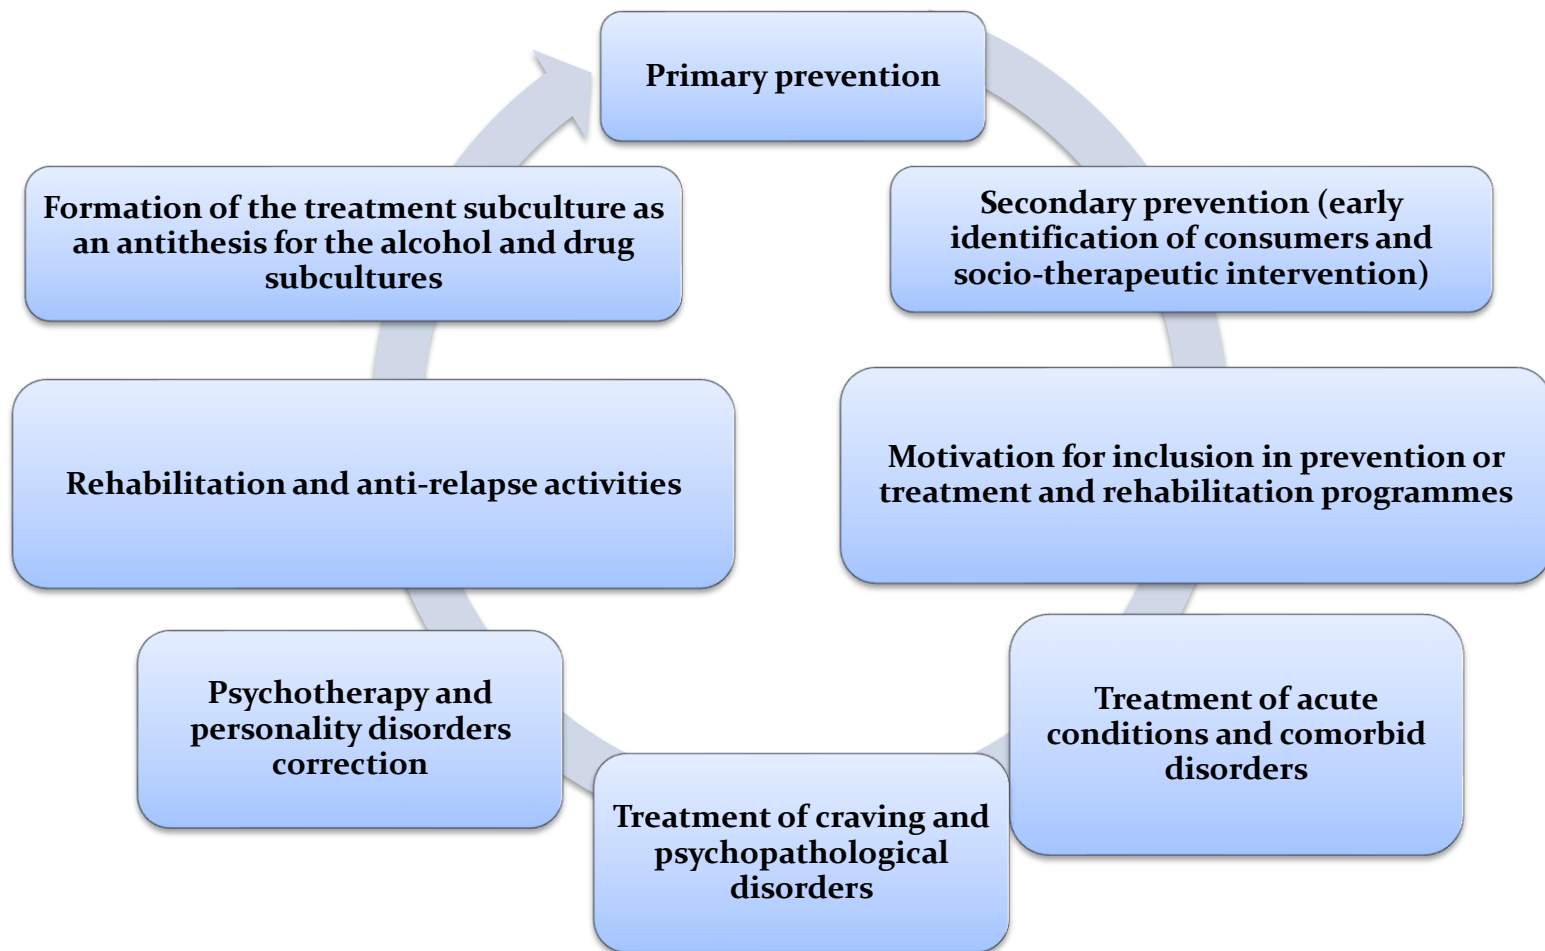 Primary prevention
Secondary prevention (early
identification of consumers and
socio-therapeutic intervention)
Motivation for inclusion in prevention or
treatment and rehabilitation programmes
Treatment of acute
conditions and comorbid
disorders
Treatment of craving and
psychopathological
disorders
Psychotherapy and
personality disorders
correction
Rehabilitation and anti-relapse activities
Formation of the treatment subculture as
an antithesis for the alcohol and drug
subcultures